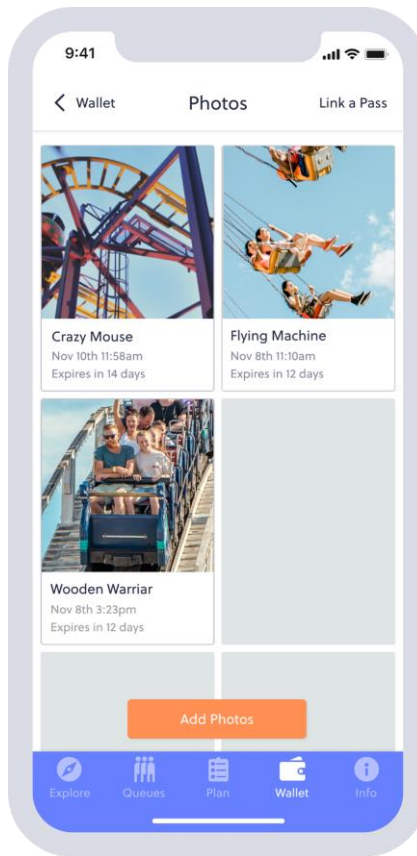 9:41
Wallet
Photos
Link a Pass
Crazy Mouse
Nov 10th 11:58am
Expires in 14 days
Flying Machine
Nov 8th 11:10am
Expires in 12 days
Wooden Warriar
Nov 8th 3:23pm
Expires in 12 days
Add Photos
Explore
Queues
Plan
Wallet
Info